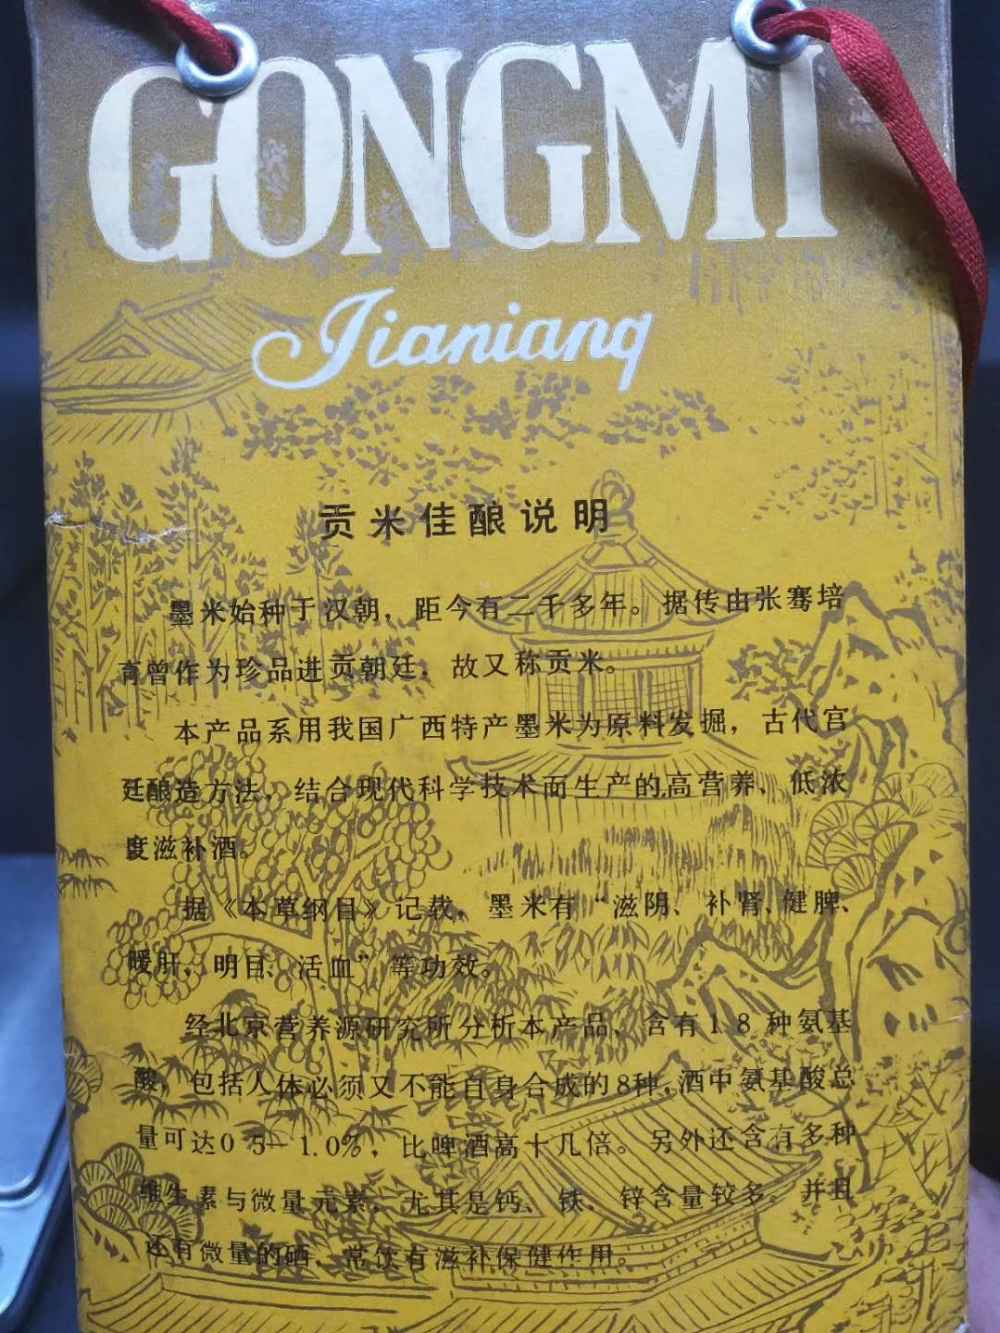 GONGMI
Jianiang
贡米佳酿说明
墨米始种于汉朝，距今有二千多年。据传由张骞培
育曾作为珍品进贡朝廷，故又称贡米。
本产品系用我国广西特产墨米为原料发掘，古代宫
廷酿造方法，结合现代科学技术而生产的高营养、低浓
度滋补酒。
据《本草纲目》记载，墨米有“滋阴、补肾、健脾、
暖肝、明目、活血”等功效。
经北京营养源研究所分析本产品，含有18种氨基
酸，包括人体必须又不能自身合成的8种，酒中氨基酸总
量可达0.5—1.0%，比啤酒高十几倍。另外还含有多种
维生素与微量元素，尤其是钙、铁、锌含量较多，并且
还有微量的硒，常饮有滋补保健作用。